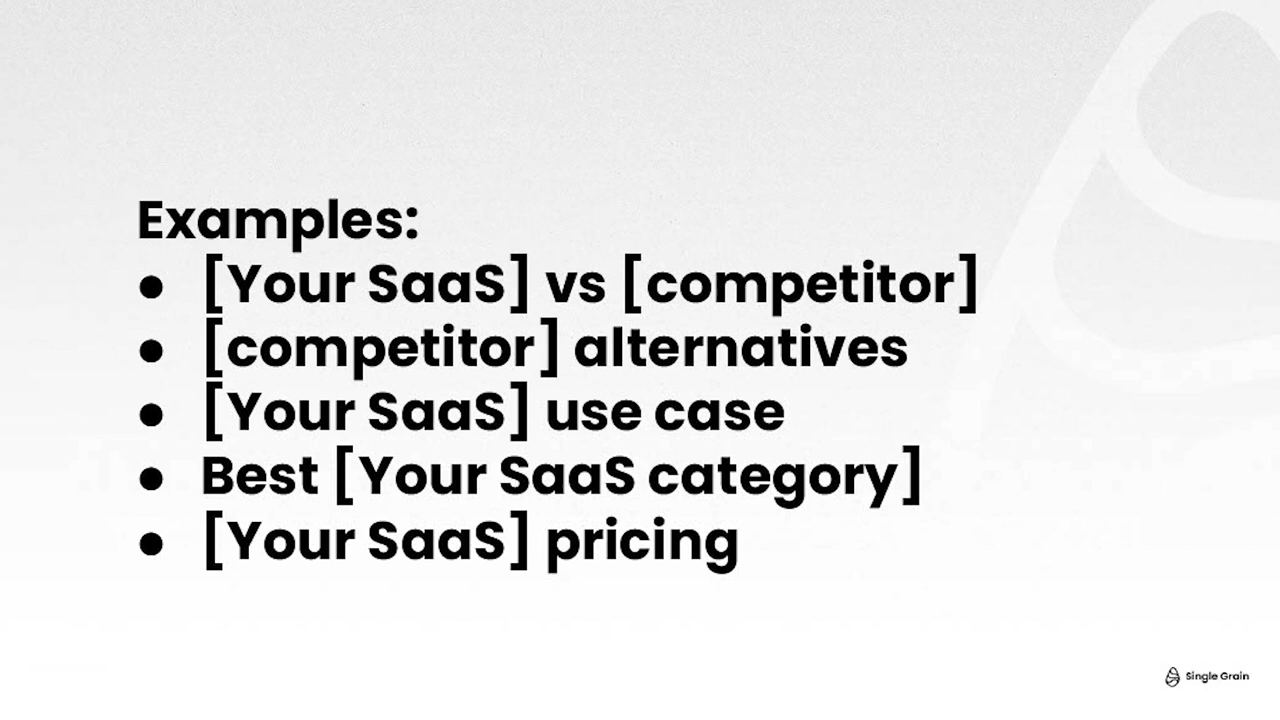 Examples:
● [Your SaaS] vs [competitor]
● [competitor] alternatives
● [Your SaaS] use case
● Best [Your SaaS category]
● [Your SaaS] pricing
Single Grain